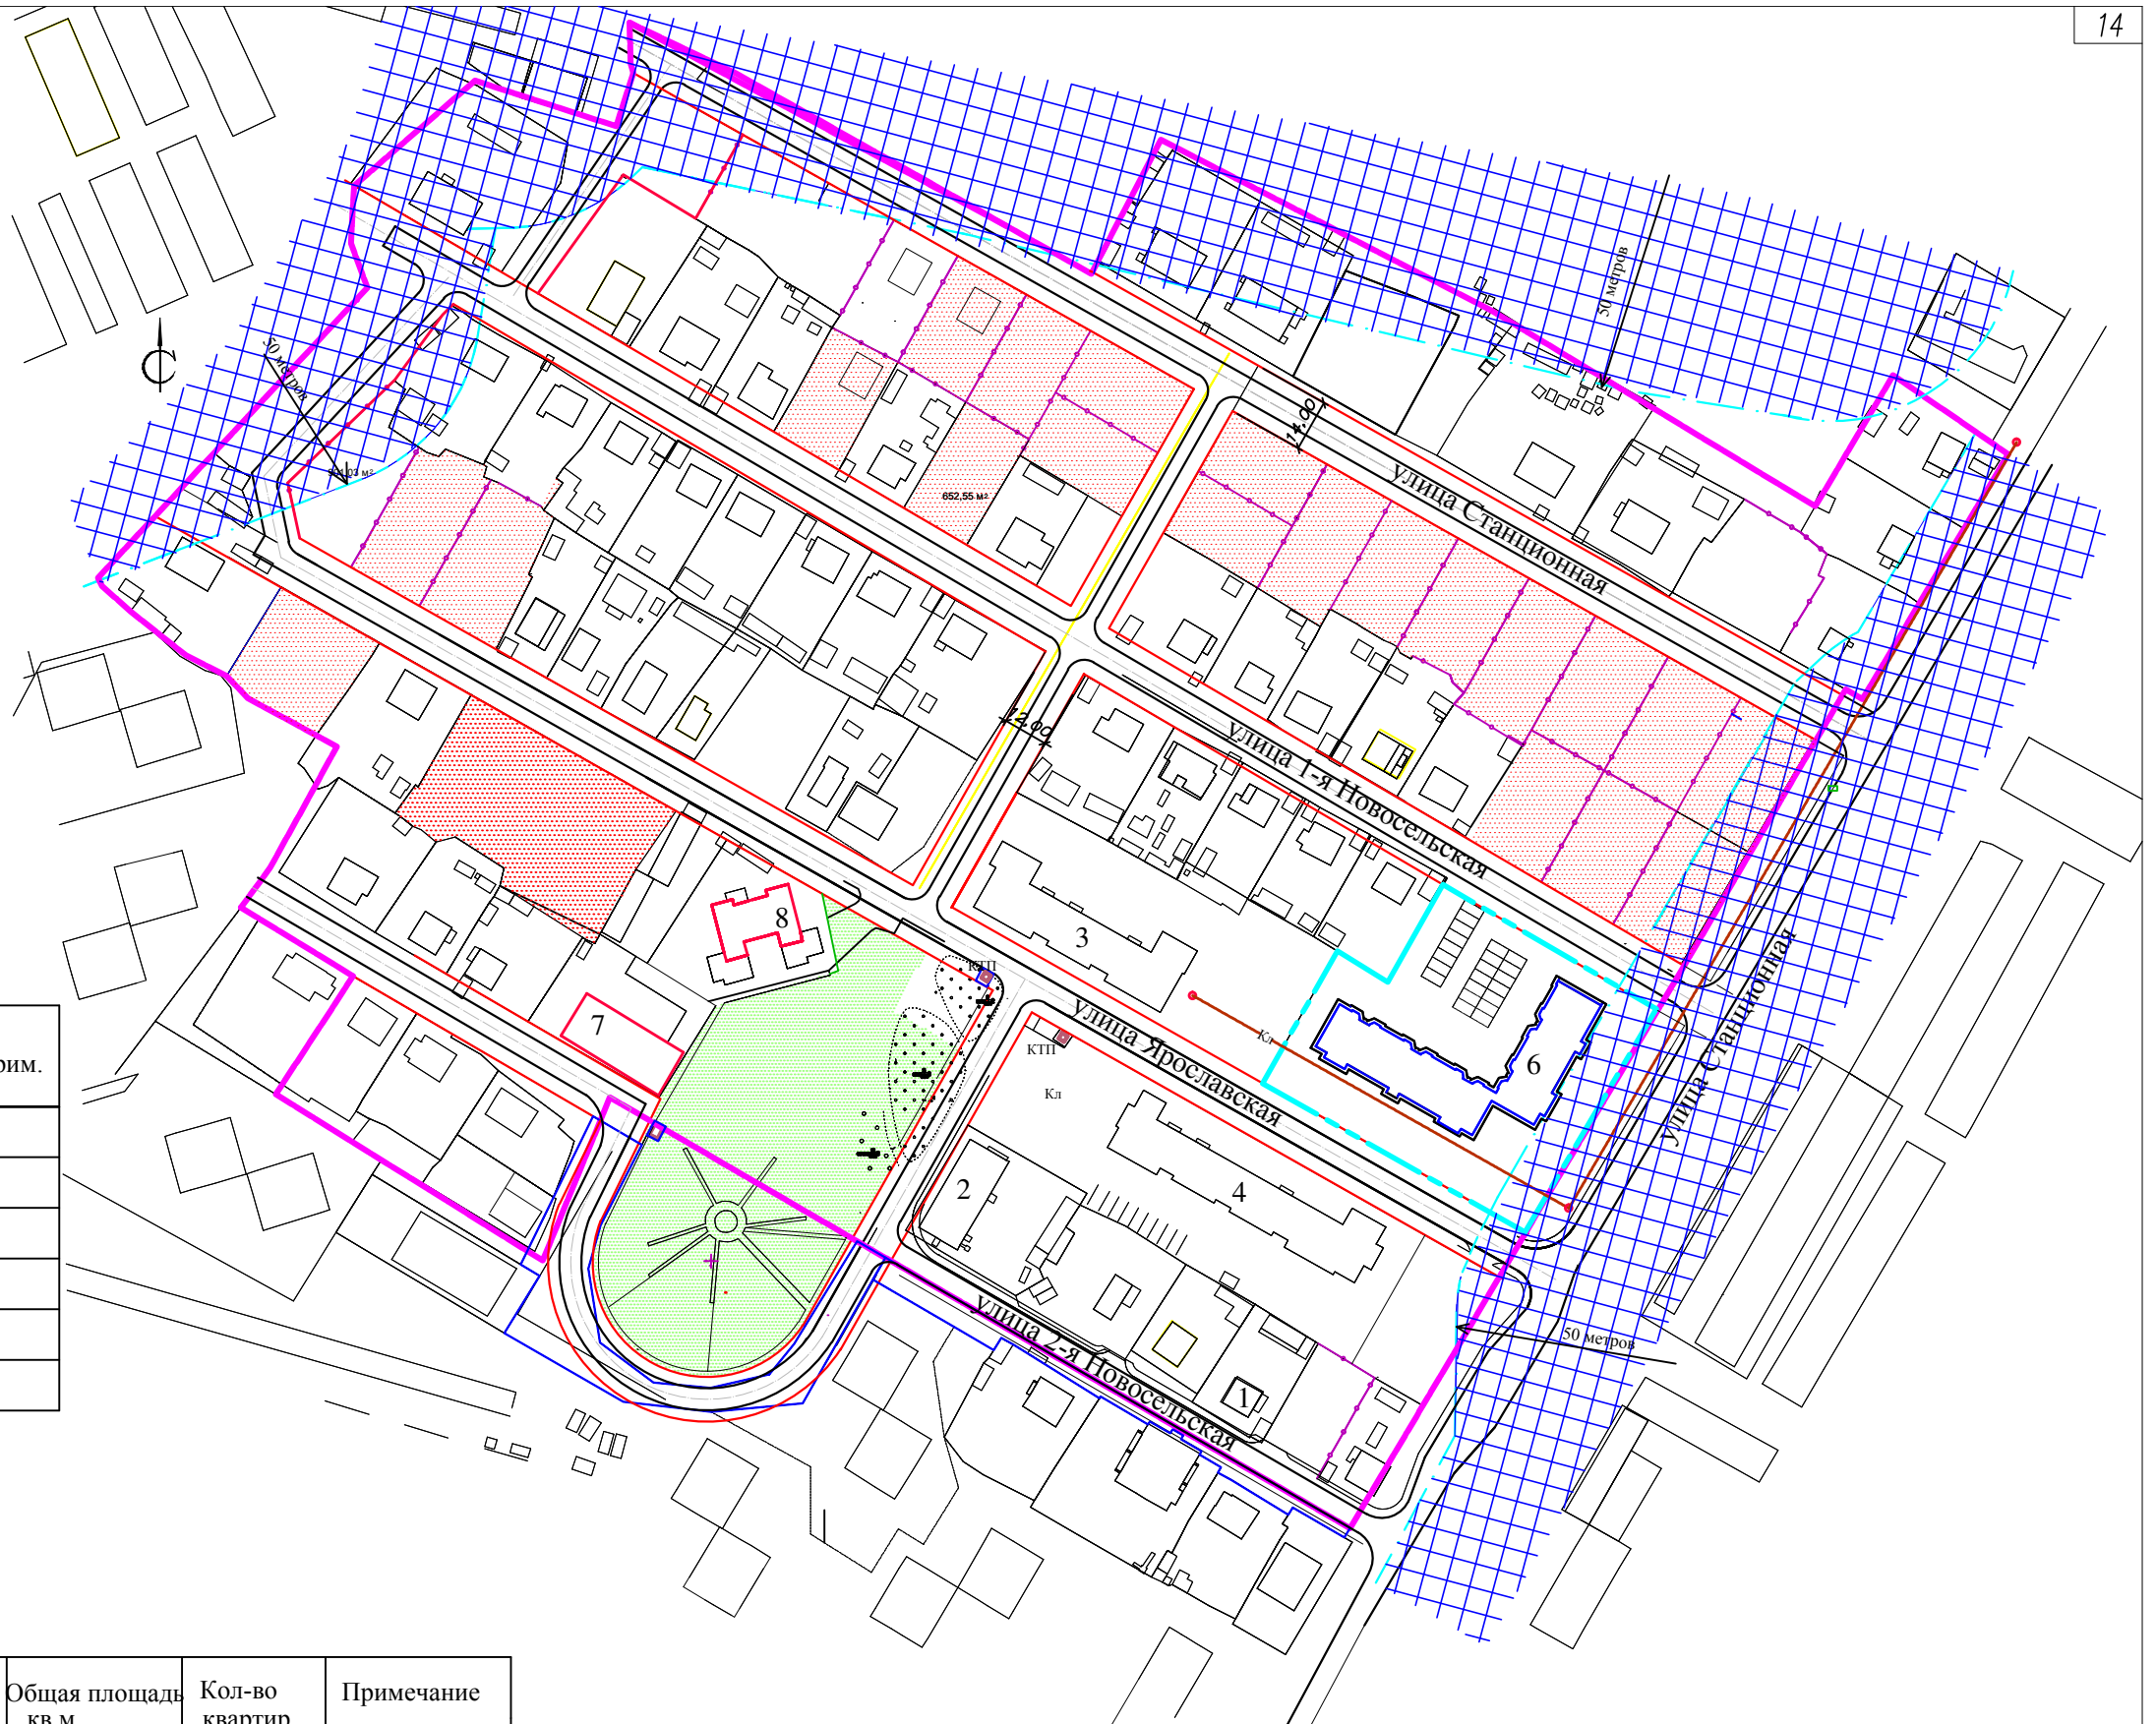 14
50 метров
С
50 метров
14,00
652,55 м²
улица Станционная
12,00
улица 1-я Новосельская
8
3
КТП
7
улица Ярославская
КТП
Кл
Кл
6
улица Станционная
2
4
улица 2-я Новосельская
1
50 метров
рим.
Общая площадь
кв.м
Кол-во
квартир
Примечание